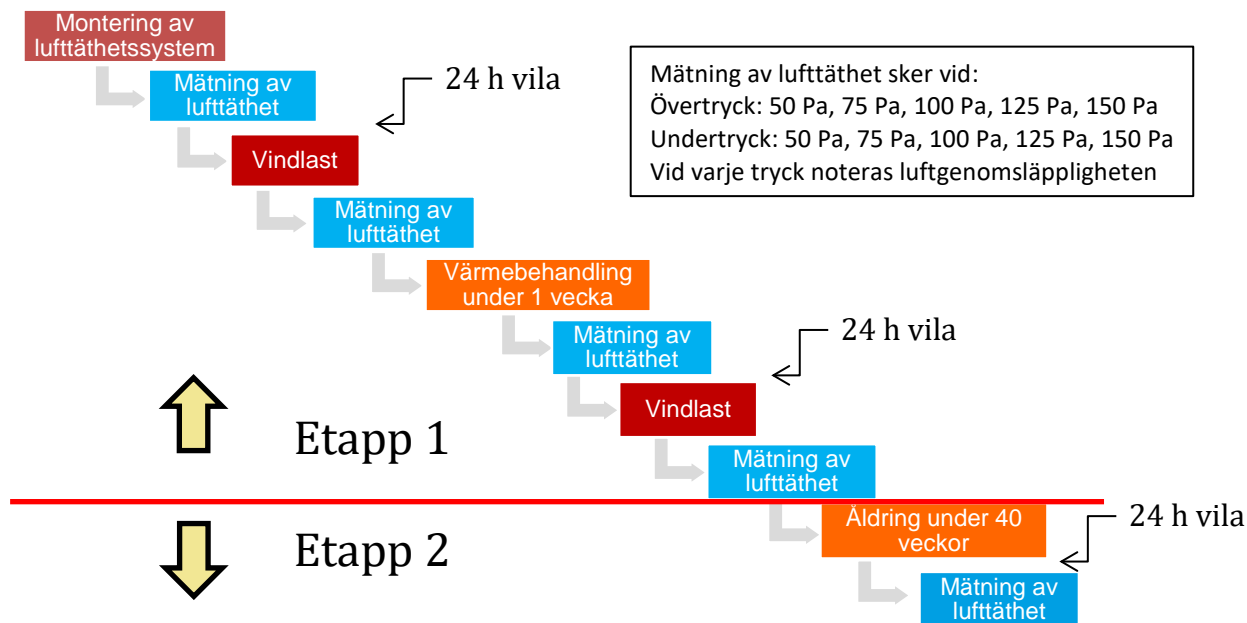 Montering av
lufttäthetssystem
Mätning av
lufttäthet
24 h vila
Mätning av lufttäthet sker vid:
Övertryck: 50 Pa, 75 Pa, 100 Pa, 125 Pa, 150 Pa
Undertryck: 50 Pa, 75 Pa, 100 Pa, 125 Pa, 150 Pa
Vid varje tryck noteras luftgenomsläppligheten
Vindlast
Mätning av
lufttäthet
Värmebehandling
under 1 vecka
Mätning av
lufttäthet
24 h vila
Vindlast
Etapp 1
Mätning av
lufttäthet
Åldring under 40
veckor
24 h vila
Etapp 2
Mätning av
lufttäthet